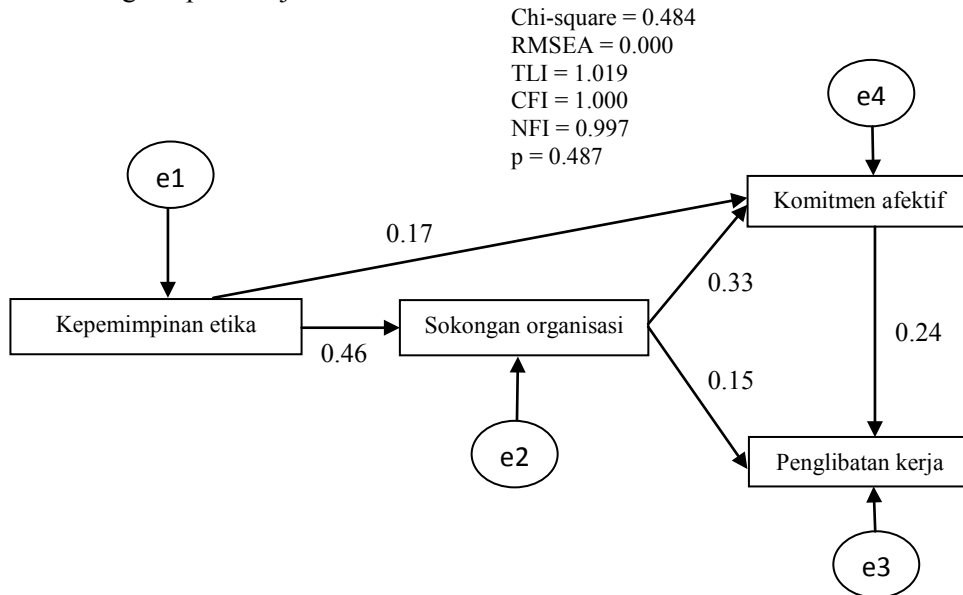 Chi-square = 0.484
RMSEA = 0.000
TLI = 1.019
CFI = 1.000
NFI = 0.997
p = 0.487
e4
e1
Komitmen afektif
0.17
0.33
Kepemimpinan etika
Sokongan organisasi
0.46
0.24
0.15
e2
Penglibatan kerja
e3